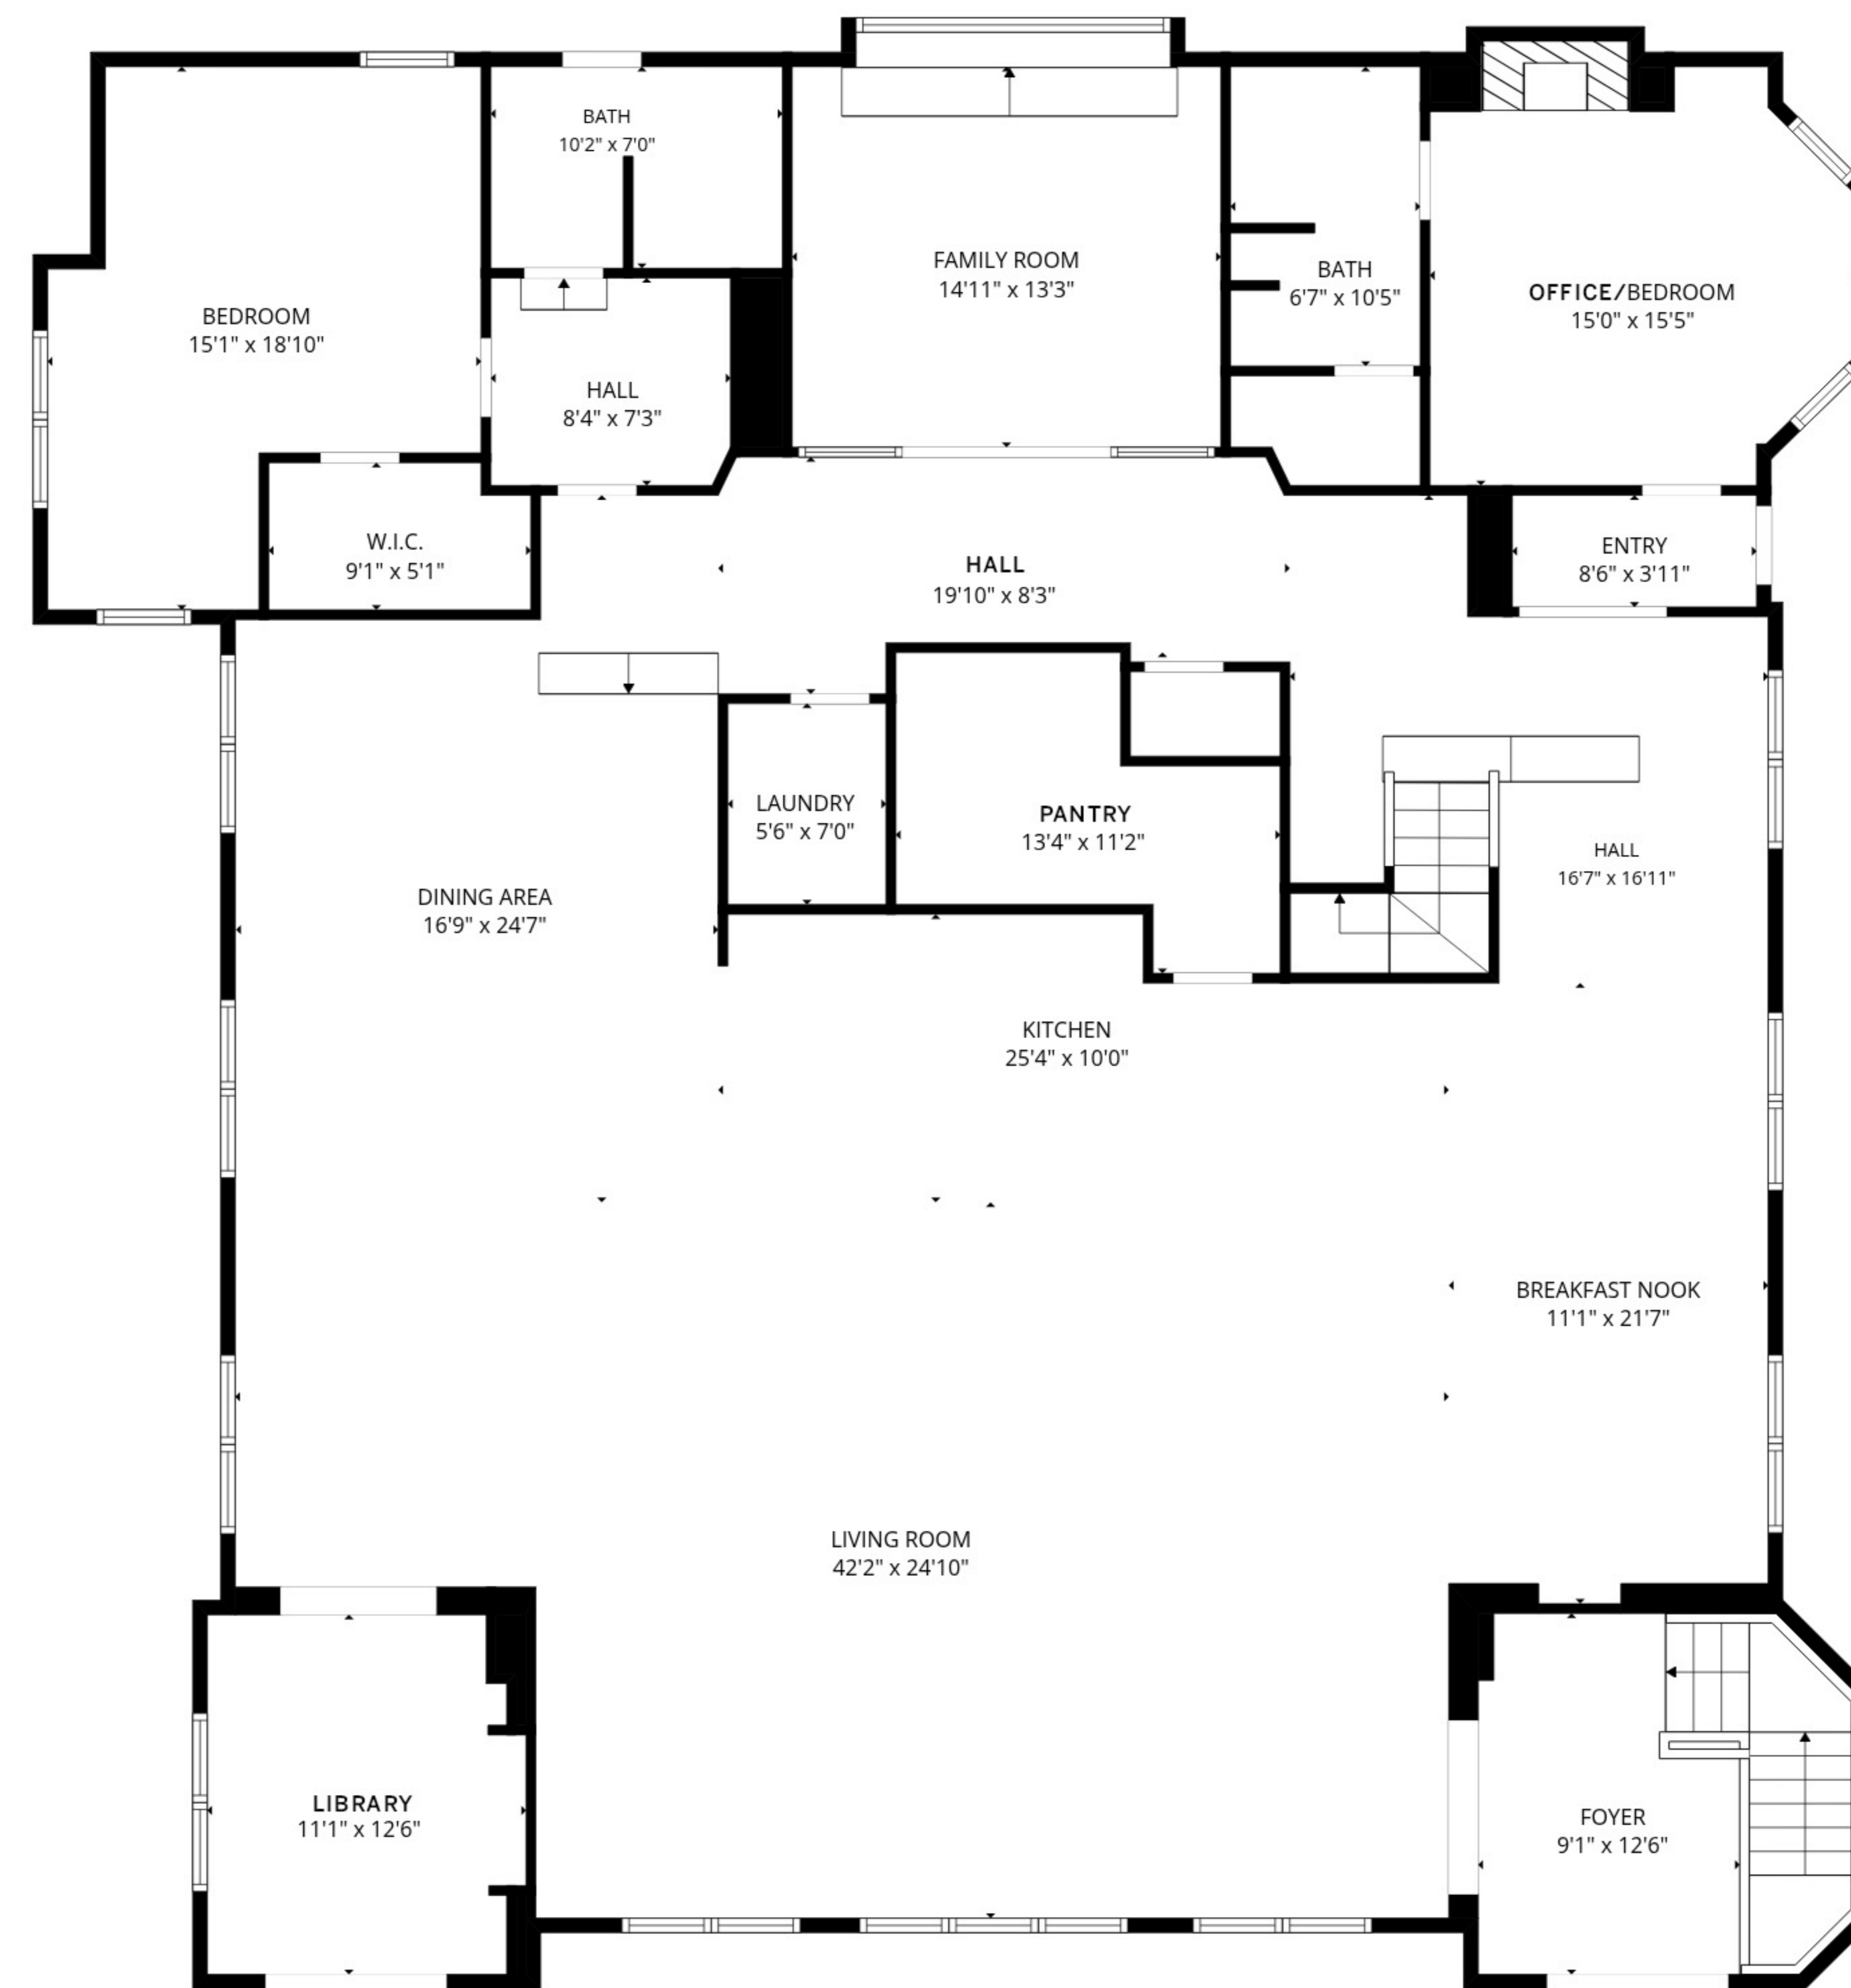 BATH
10'2" x 7'0"
FAMILY ROOM
14'11" x 13'3"
BATH
6'7" x 10'5"
OFFICE/BEDROOM
15'0" x 15'5"
BEDROOM
15'1" x 18'10"
HALL
8'4" x 7'3"
W.I.C.
9'1" x 5'1"
HALL
19'10" x 8'3"
ENTRY
8'6" x 3'11"
LAUNDRY
5'6" x 7'0"
PANTRY
13'4" x 11'2"
HALL
16'7" x 16'11"
DINING AREA
16'9" x 24'7"
KITCHEN
25'4" x 10'0"
BREAKFAST NOOK
11'1" x 21'7"
LIVING ROOM
42'2" x 24'10"
LIBRARY
11'1" x 12'6"
FOYER
9'1" x 12'6"